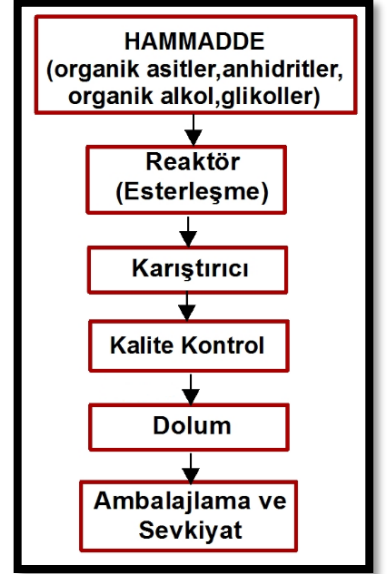 HAMMADDE
(organik asitler,anhidritler,
organik alkol,glikoller)
Reaktör
(Esterleşme)
Karıştırıcı
Kalite Kontrol
Dolum
Ambalajlama ve
Sevkiyat